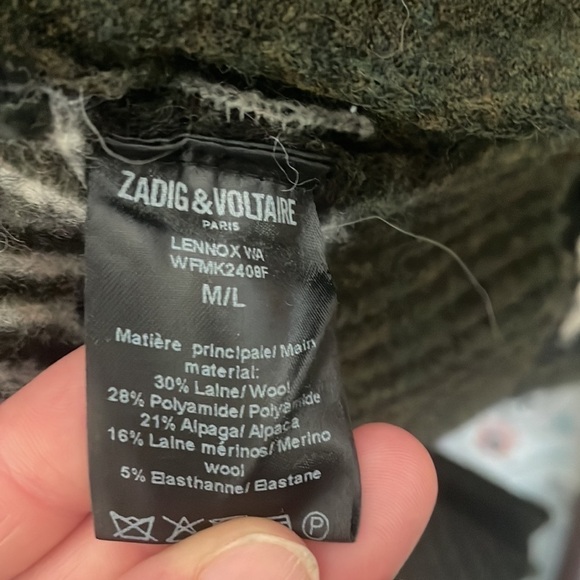 ZADIG & VOLTAIRE
PARIS
LENNOX WA
WFMK2408F
M/L
Matière principale/ Main
material:
30% Laine/ Wool
28% Polyamide/ Polyamide
21% Alpaga/ Alpaca
16% Laine mérinos/ Merino
wool
5% Elasthanne/ Elastane
P